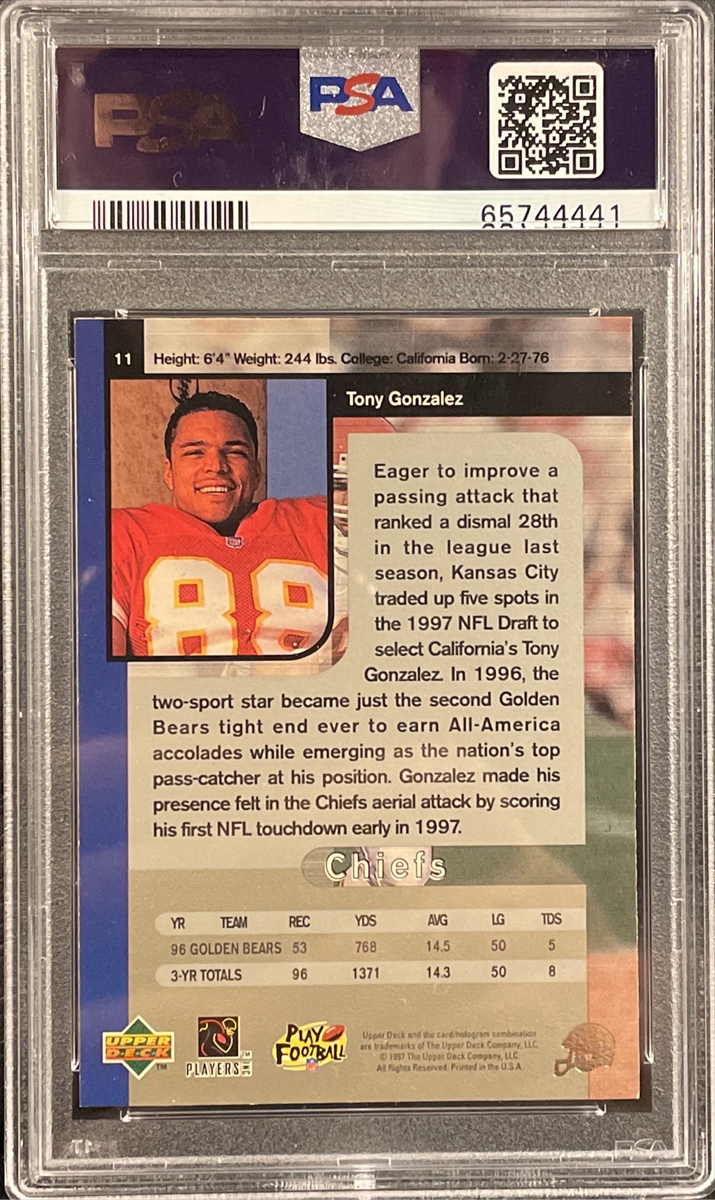 PSA
PSA
65744441
11
Height: 6'4" Weight: 244 lbs. College: California Born: 2-27-76
Tony Gonzalez
88
Eager to improve a
passing attack that
ranked a dismal 28th
in the league last
season, Kansas City
traded up five spots in
the 1997 NFL Draft to
select California's Tony
Gonzalez. In 1996, the
two-sport star became just the second Golden
Bears tight end ever to earn All-America
accolades while emerging as the nation's top
pass-catcher at his position. Gonzalez made his
presence felt in the Chiefs aerial attack by scoring
his first NFL touchdown early in 1997.
Chiefs
YR TEAM REC YDS AVG LG TDS
96 GOLDEN BEARS 53 768 14.5 50 5
3-YR TOTALS 96 1371 14.3 50 8
UPPER DECK ™
PLAYERS INC™
PLAY FOOTBALL NFL
Upper Deck and the card/hologram combination
are trademarks of The Upper Deck Company, LLC.
© 1997 The Upper Deck Company, LLC.
All Rights Reserved. Printed in the U.S.A.
PSA